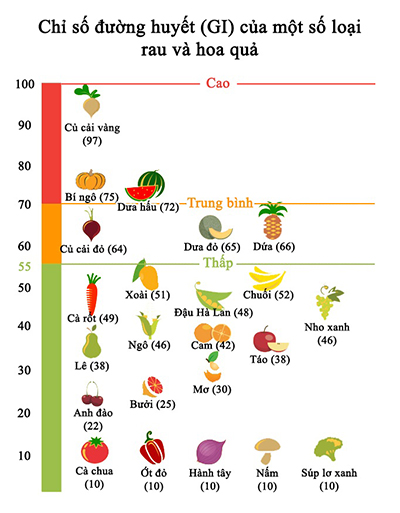 Chỉ số đường huyết (GI) của một số loại
rau và hoa quả
100
Cao
90
Củ cải vàng
(97)
80
Bí ngô (75)
Dưa hấu (72)
70
Trung bình
60
Củ cải đỏ (64)
Dưa đỏ (65)
Dứa (66)
55
Thấp
50
Xoài (51)
Chuối (52)
Cà rốt (49)
Đậu Hà Lan (48)
Nho xanh
(46)
40
Ngô (46)
Cam (42)
Táo (38)
Lê (38)
30
Mơ (30)
Bưởi (25)
20
Anh đào
(22)
10
Cà chua
(10)
Ớt đỏ
(10)
Hành tây
(10)
Nấm
(10)
Súp lơ xanh
(10)